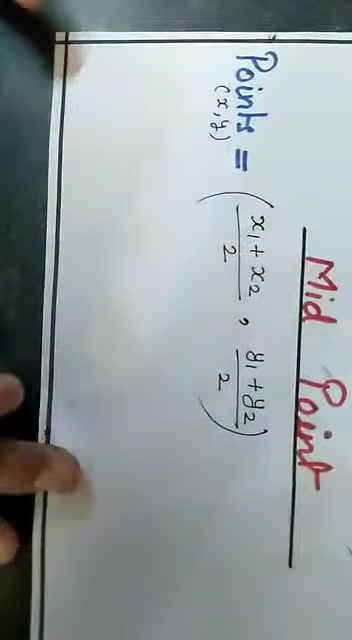 Mid Point
Points = (x₁ + x₂ / 2 , y₁ + y₂ / 2)
(x, y)